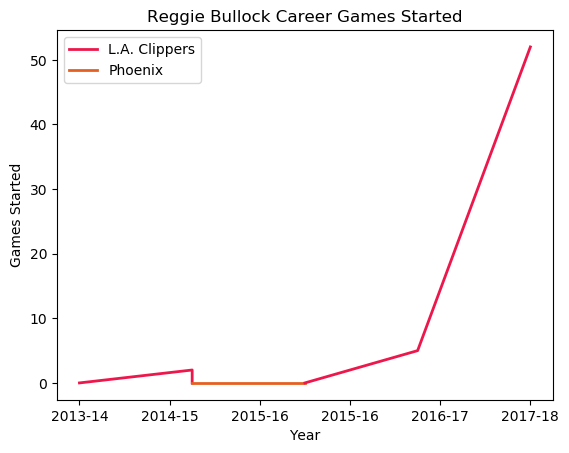 Reggie Bullock Career Games Started
L.A. Clippers
Phoenix
50
40
30
20
10
0
Games Started
2013-14 2014-15 2015-16 2015-16 2016-17 2017-18
Year